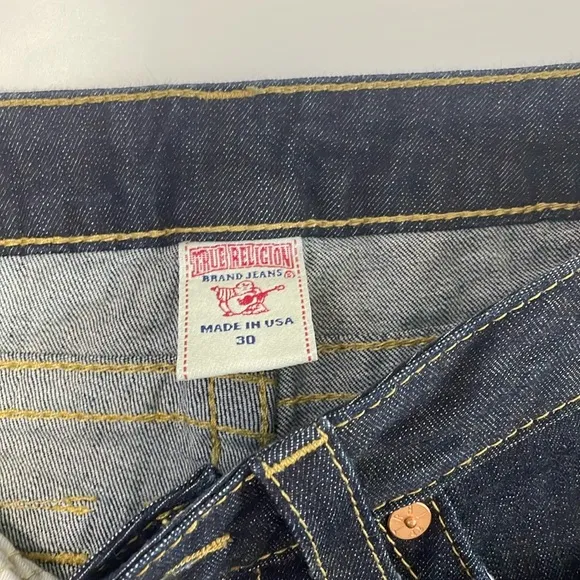 TRUE RELIGION
BRAND JEANS ®
MADE IN USA
30